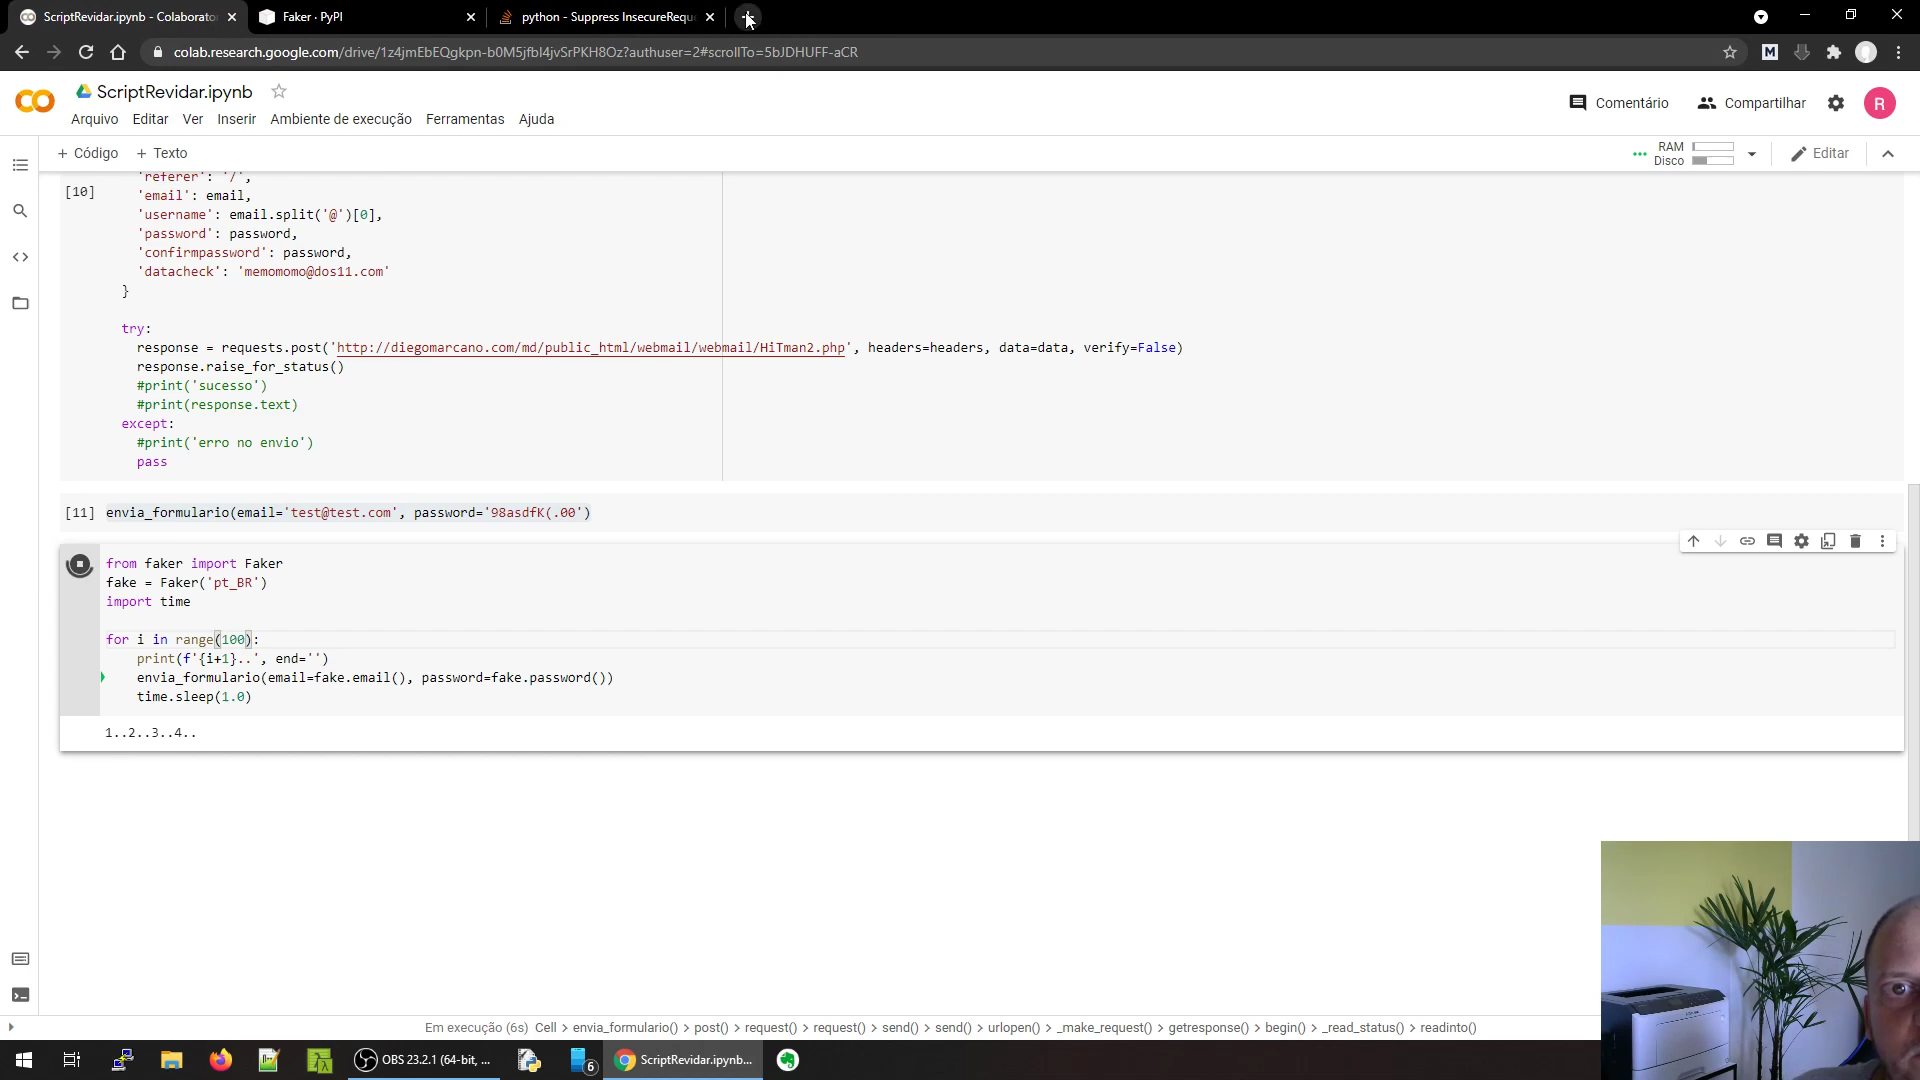 ScriptRevidar.ipynb - Colaborato
Faker · PyPI
python - Suppress InsecureRequ
colab.research.google.com/drive/1z4jmEbEQgkpn-b0M5jfbl4jvSrPKH8Oz?authuser=2#scrollTo=5bJDHUFF-aCR
ScriptRevidar.ipynb
Comentário
Compartilhar
R
Arquivo Editar Ver Inserir Ambiente de execução Ferramentas Ajuda
+ Código + Texto
RAM
Disco
Editar
'referer': '/',
[10]
'email': email,
'username': email.split('@')[0],
'password': password,
'confirmpassword': password,
'datacheck': 'memomomo@dos11.com'
}
try:
response = requests.post('http://diegomarcano.com/md/public_html/webmail/webmail/HiTman2.php', headers=headers, data=data, verify=False)
response.raise_for_status()
#print('sucesso')
#print(response.text)
except:
#print('erro no envio')
pass
[11] envia_formulario(email='test@test.com', password='98asdfK(.00')
from faker import Faker
fake = Faker('pt_BR')
import time
for i in range(100):
print(f'{i+1}..', end='')
envia_formulario(email=fake.email(), password=fake.password())
time.sleep(1.0)
1..2..3..4..
Em execução (6s) Cell > envia_formulario() > post() > request() > request() > send() > send() > urlopen() > _make_request() > getresponse() > begin() > _read_status() > readinto()
OBS 23.2.1 (64-bit, ...
6
ScriptRevidar.ipynb...